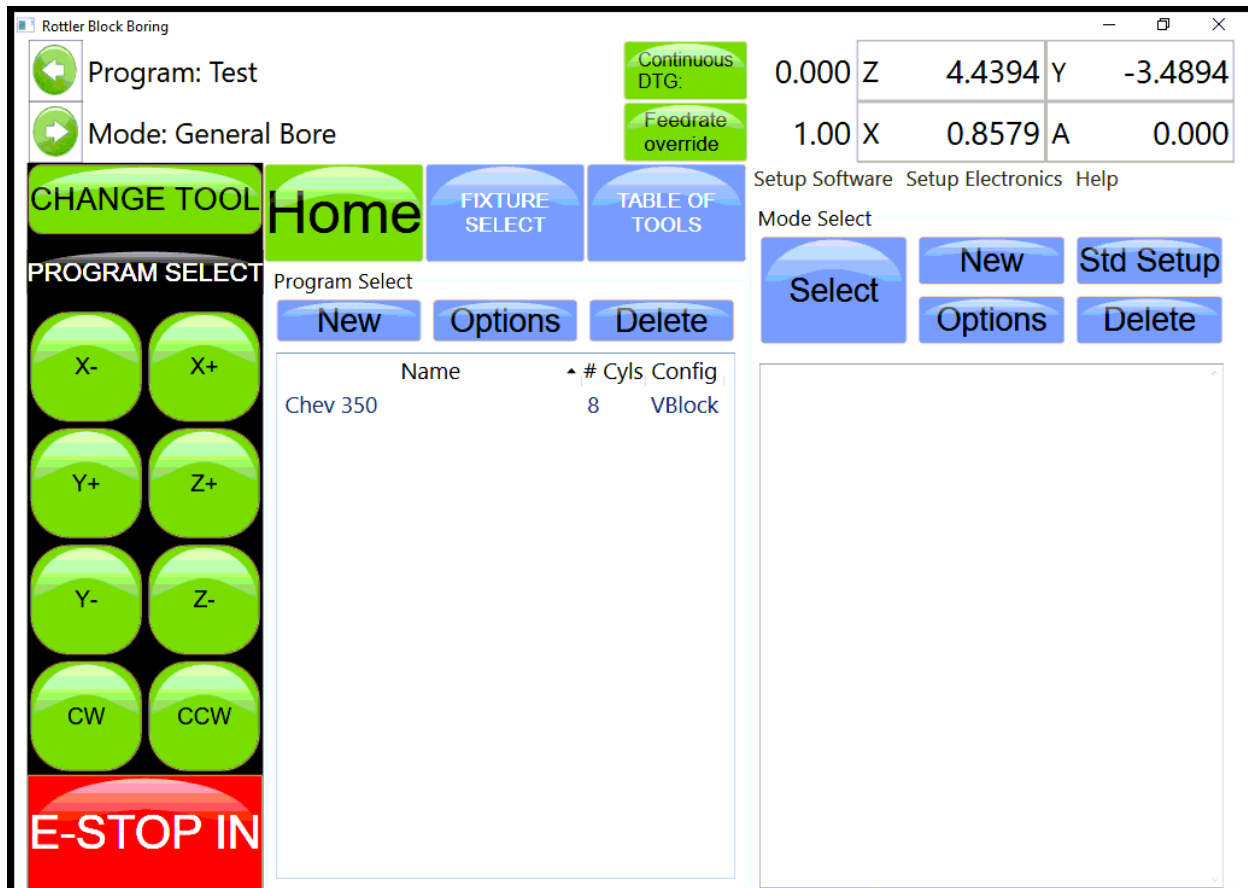 Rottler Block Boring
Program: Test
Mode: General Bore
Continuous
DTG:
0.000 Z 4.4394 Y -3.4894
Feedrate
override
1.00 X 0.8579 A 0.000
Setup Software Setup Electronics Help
CHANGE TOOL
Home
FIXTURE
SELECT
TABLE OF
TOOLS
PROGRAM SELECT
X- X+
Y+ Z+
Y- Z-
CW CCW
E-STOP IN
Program Select
New Options Delete
Name # Cyls Config
Chev 350 8 VBlock
Mode Select
Select
New Std Setup
Options Delete